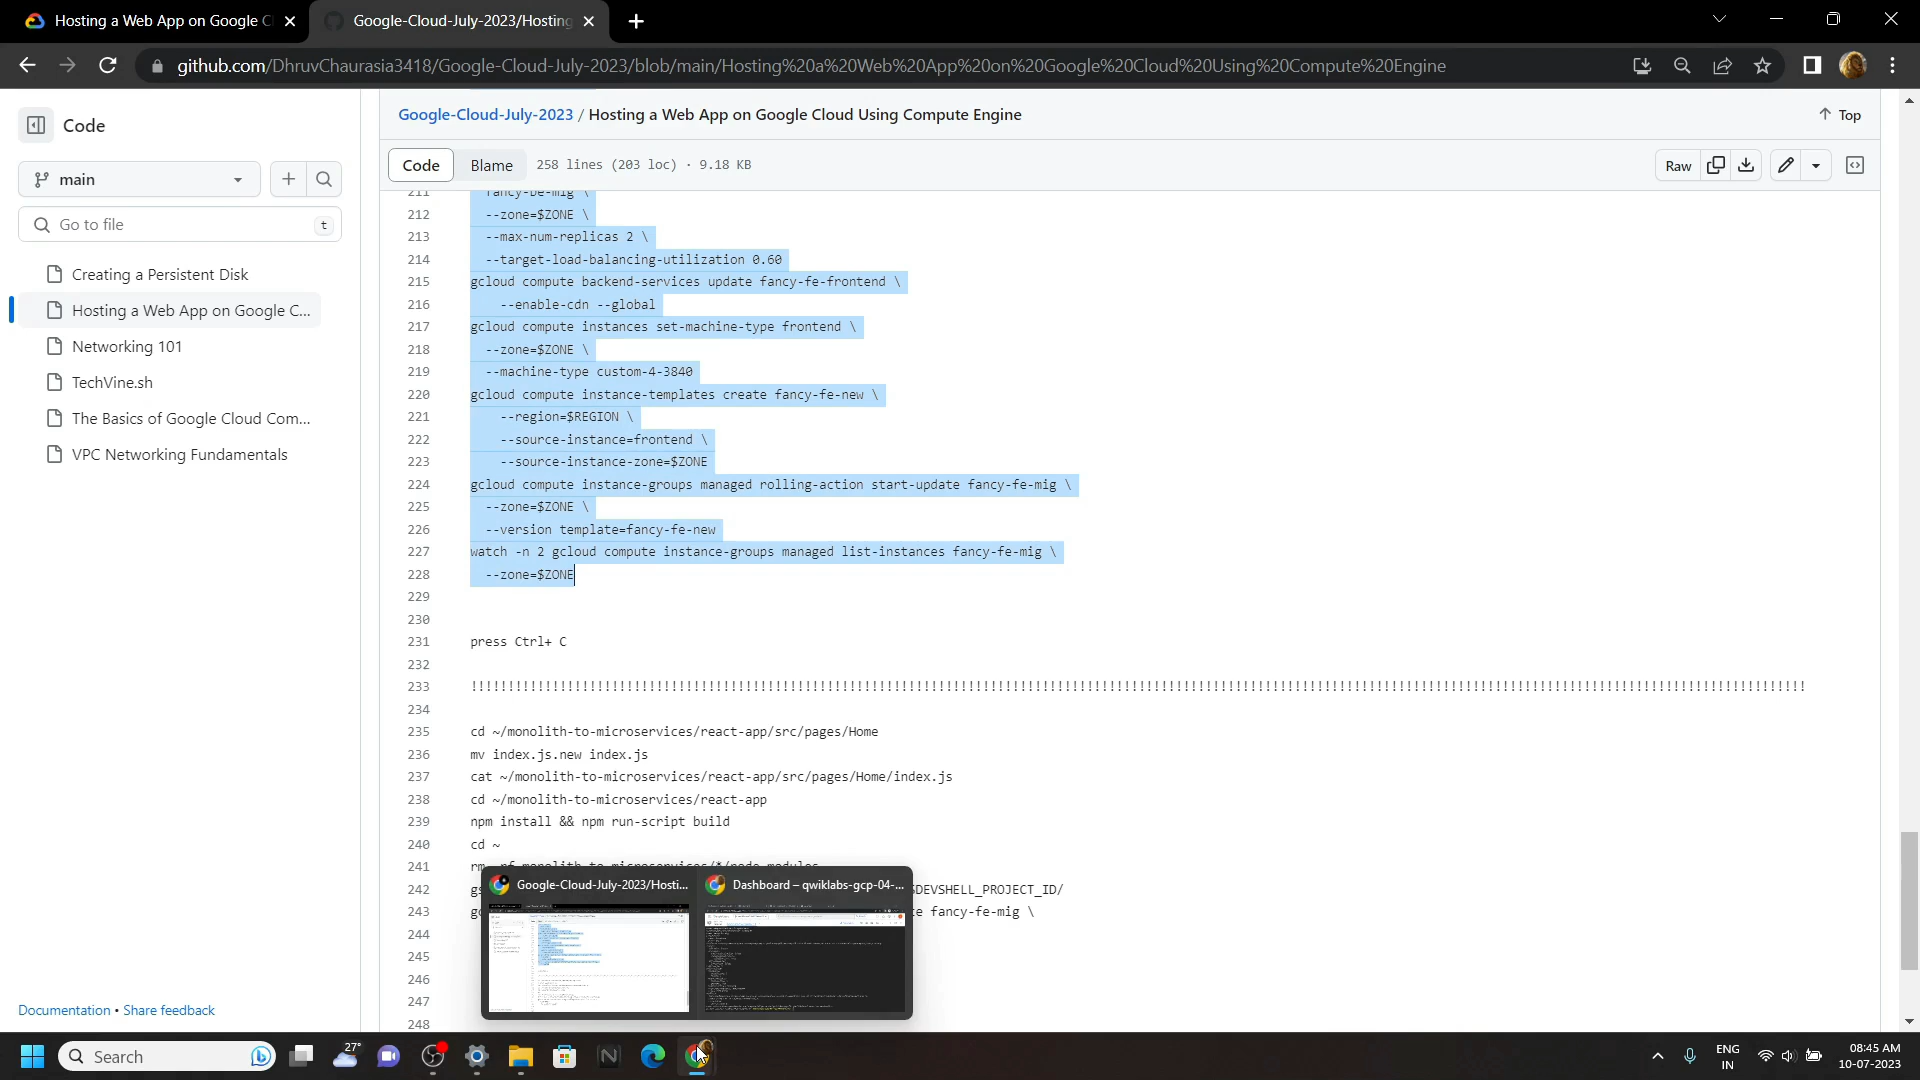 Hosting a Web App on Google C
Google-Cloud-July-2023/Hosting
github.com/DhruvChaurasia3418/Google-Cloud-July-2023/blob/main/Hosting%20a%20Web%20App%20on%20Google%20Cloud%20Using%20Compute%20Engine
Code
Google-Cloud-July-2023 / Hosting a Web App on Google Cloud Using Compute Engine
Top
main
Code
Blame
258 lines (203 loc) · 9.18 KB
Raw
Go to file
t
Creating a Persistent Disk
Hosting a Web App on Google C...
Networking 101
TechVine.sh
The Basics of Google Cloud Com...
VPC Networking Fundamentals
211 fancy-be-mig \
212 --zone=$ZONE \
213 --max-num-replicas 2 \
214 --target-load-balancing-utilization 0.60
215 gcloud compute backend-services update fancy-fe-frontend \
216 --enable-cdn --global
217 gcloud compute instances set-machine-type frontend \
218 --zone=$ZONE \
219 --machine-type custom-4-3840
220 gcloud compute instance-templates create fancy-fe-new \
221 --region=$REGION \
222 --source-instance=frontend \
223 --source-instance-zone=$ZONE
224 gcloud compute instance-groups managed rolling-action start-update fancy-fe-mig \
225 --zone=$ZONE \
226 --version template=fancy-fe-new
227 watch -n 2 gcloud compute instance-groups managed list-instances fancy-fe-mig \
228 --zone=$ZONE
229
230
231 press Ctrl+ C
232
233 !!!!!!!!!!!!!!!!!!!!!!!!!!!!!!!!!!!!!!!!!!!!!!!!!!!!!!!!!!!!!!!!!!!!!!!!!!!!!!!!!!!!!!!!!!!!!!!!!!!!!!!!!!!!!!!!!!!!!!!!!!!!!!!!!!!!!!!!!!!!!!!!!!!!!!!!!!!!!!!!!!!!!!!!!!!!!!!!!!!!
234
235 cd ~/monolith-to-microservices/react-app/src/pages/Home
236 mv index.js.new index.js
237 cat ~/monolith-to-microservices/react-app/src/pages/Home/index.js
238 cd ~/monolith-to-microservices/react-app
239 npm install && npm run-script build
240 cd ~
241 rm -rf monolith-to-microservices/*/node_modules
242 gs $DEVSHELL_PROJECT_ID/
243 gc te fancy-fe-mig \
244
245
246
247
248
Google-Cloud-July-2023/Hosti...
Dashboard – qwiklabs-gcp-04-...
Documentation • Share feedback
Search
27°
ENG
IN
08:45 AM
10-07-2023